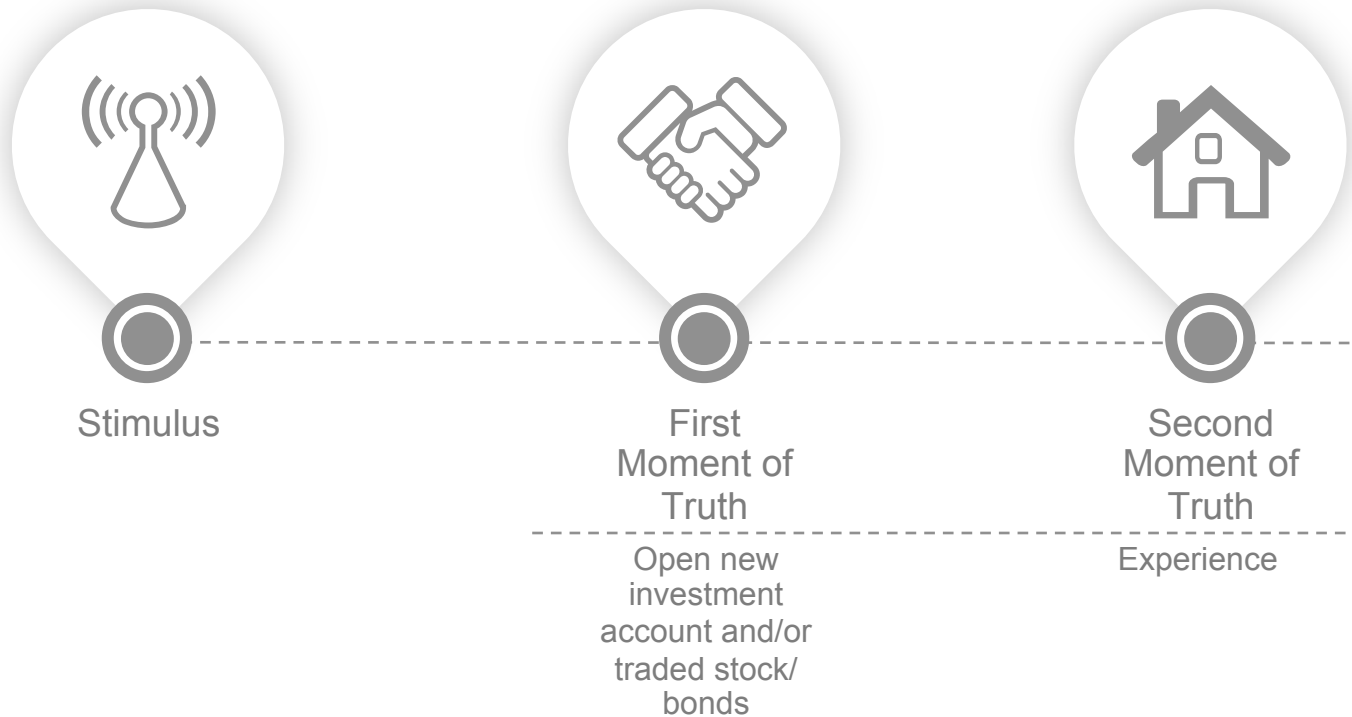 Stimulus
First
Moment of
Truth
Open new
investment
account and/or
traded stock/
bonds
Second
Moment of
Truth
Experience